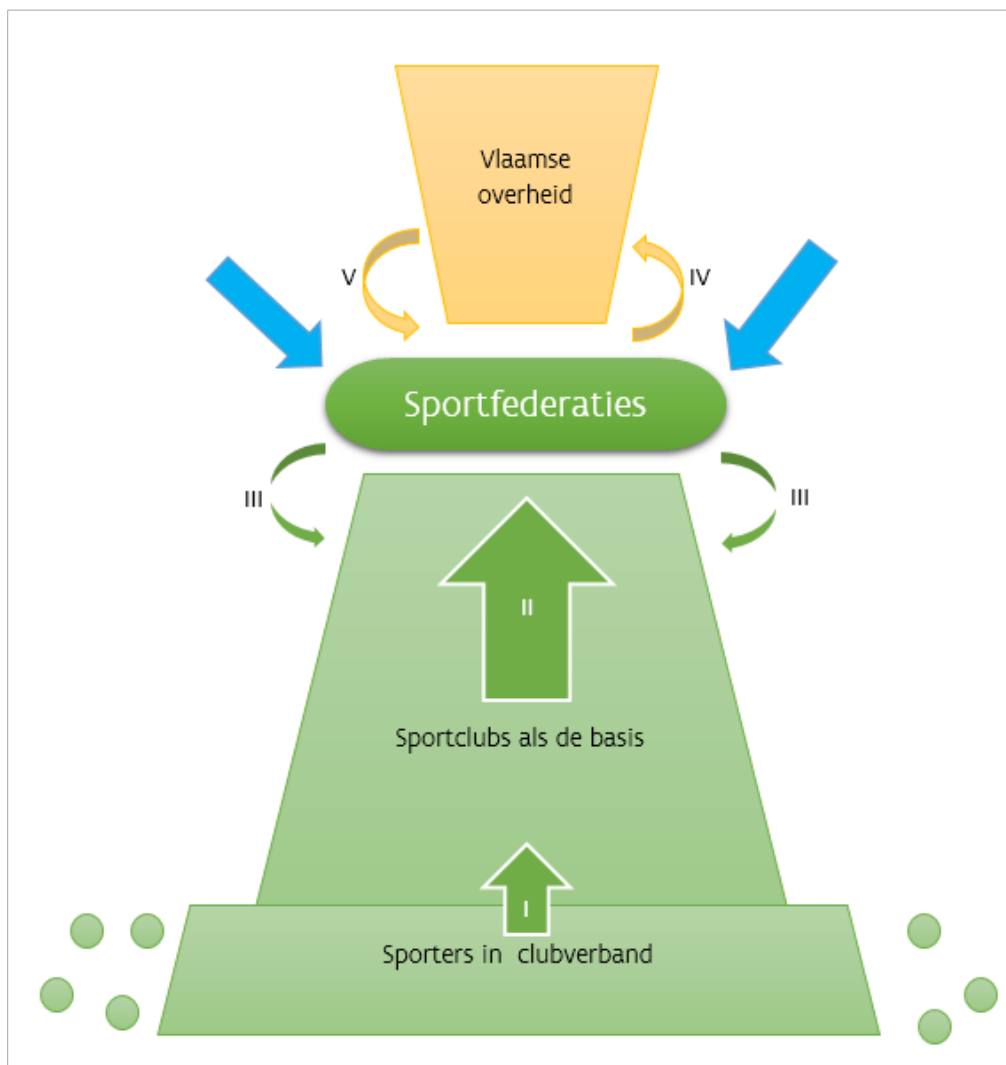 Vlaamse
overheid
V
IV
Sportfederaties
III
III
II
Sportclubs als de basis
I
Sporters in clubverband